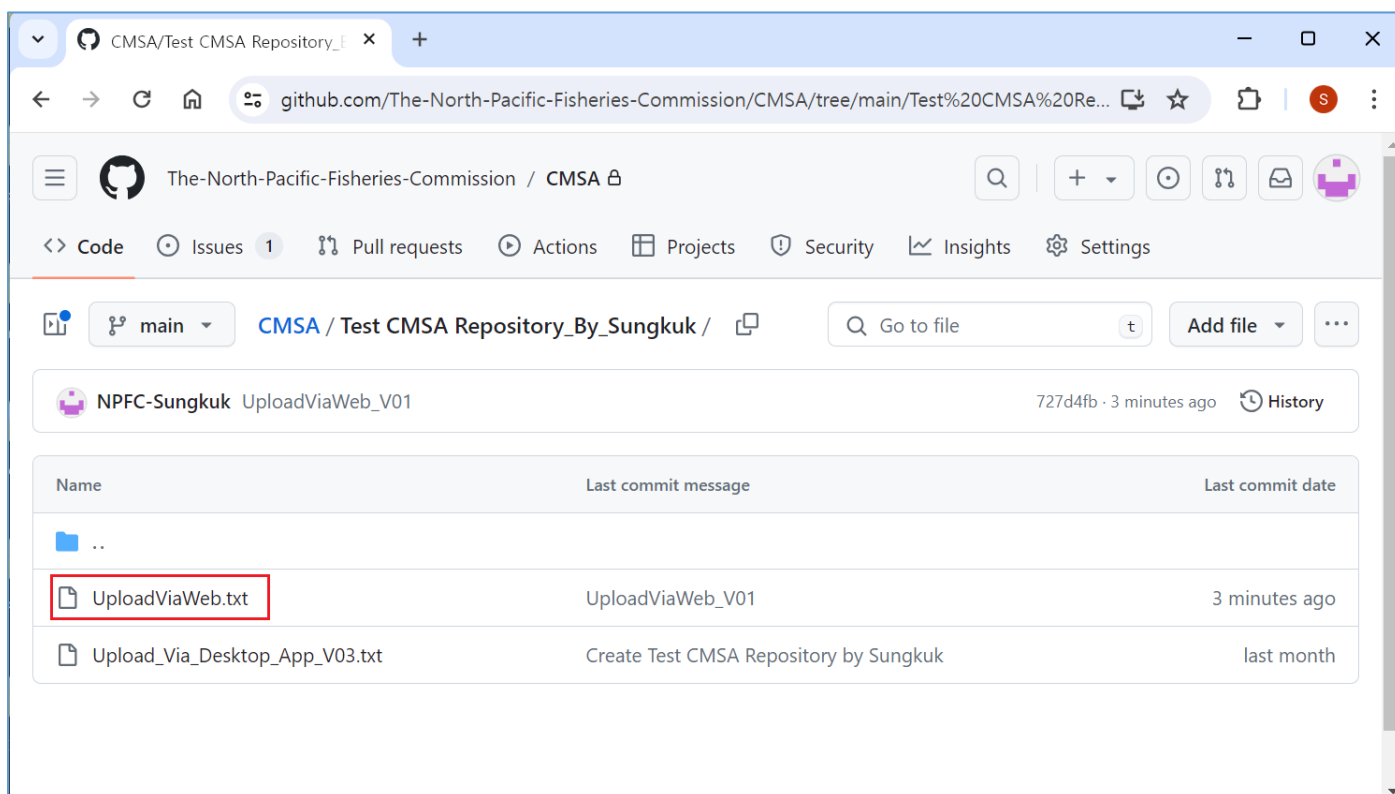 CMSA/Test CMSA Repository_
github.com/The-North-Pacific-Fisheries-Commission/CMSA/tree/main/Test%20CMSA%20Re...
S
The-North-Pacific-Fisheries-Commission / CMSA
Code Issues 1 Pull requests Actions Projects Security Insights Settings
main CMSA / Test CMSA Repository_By_Sungkuk / Go to file t Add file
NPFC-Sungkuk UploadViaWeb_V01 727d4fb · 3 minutes ago History
Name Last commit message Last commit date
..
UploadViaWeb.txt UploadViaWeb_V01 3 minutes ago
Upload_Via_Desktop_App_V03.txt Create Test CMSA Repository by Sungkuk last month